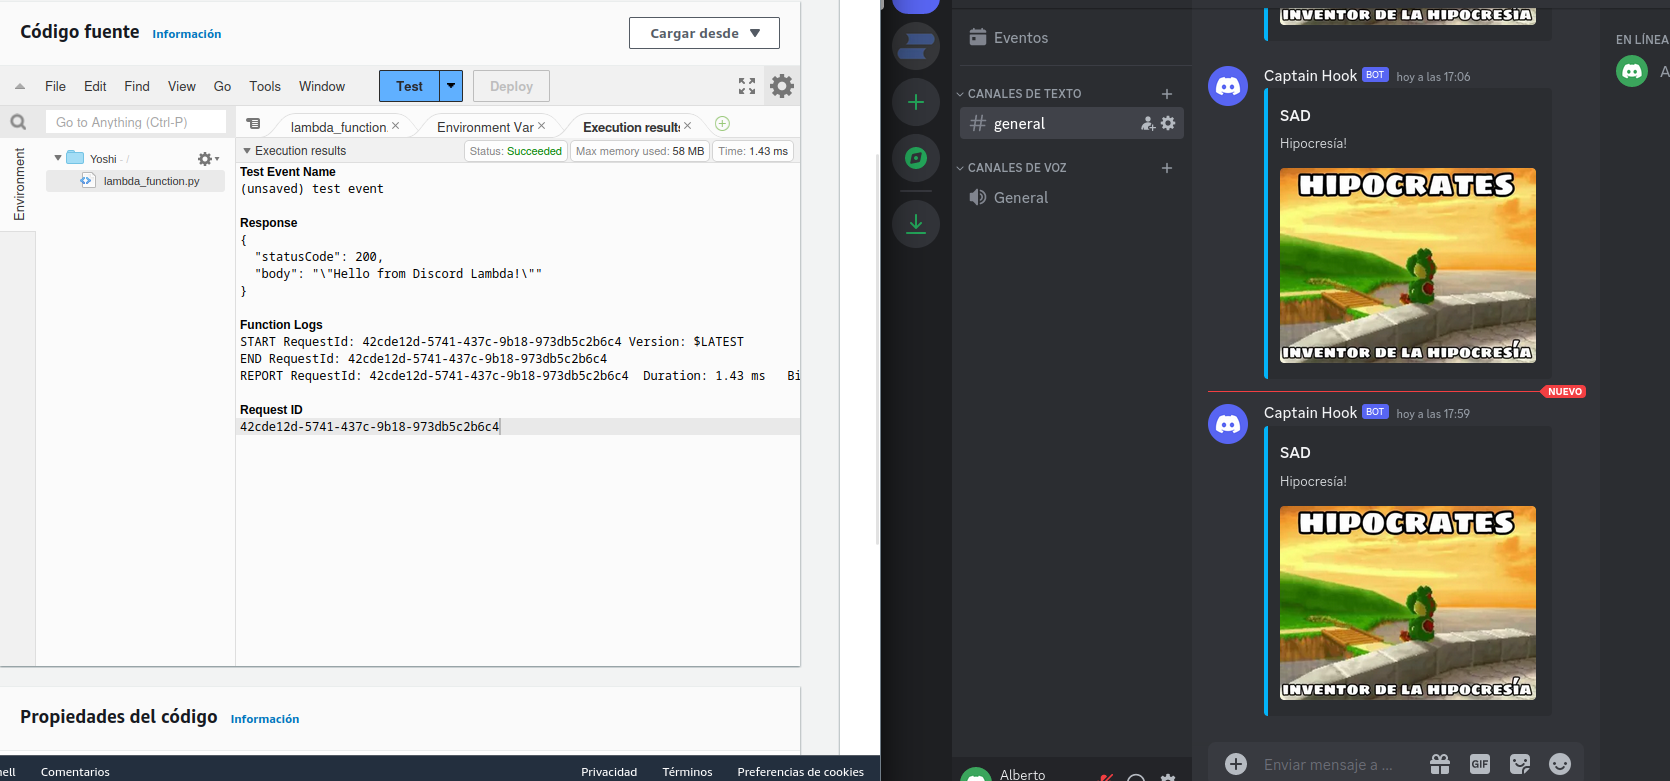 Código fuente Información
Cargar desde
File Edit Find View Go Tools Window
Test
Deploy
Go to Anything (Ctrl-P)
Environment
Yoshi - /
lambda_function.py
lambda_function. Environment Var Execution results
Execution results
Status: Succeeded Max memory used: 58 MB Time: 1.43 ms
Test Event Name
(unsaved) test event
Response
{
"statusCode": 200,
"body": "\"Hello from Discord Lambda!\""
}
Function Logs
START RequestId: 42cde12d-5741-437c-9b18-973db5c2b6c4 Version: $LATEST
END RequestId: 42cde12d-5741-437c-9b18-973db5c2b6c4
REPORT RequestId: 42cde12d-5741-437c-9b18-973db5c2b6c4 Duration: 1.43 ms Bi
Request ID
42cde12d-5741-437c-9b18-973db5c2b6c4
Propiedades del código Información
Comentarios
Privacidad Términos Preferencias de cookies
Eventos
CANALES DE TEXTO
general
CANALES DE VOZ
General
Alberto
INVENTOR DE LA HIPOCRESÍA
Captain Hook BOT hoy a las 17:06
SAD
Hipocresía!
HIPOCRATES
INVENTOR DE LA HIPOCRESÍA
NUEVO
Captain Hook BOT hoy a las 17:59
SAD
Hipocresía!
HIPOCRATES
INVENTOR DE LA HIPOCRESÍA
Enviar mensaje a ...
GIF
EN LÍNEA
A